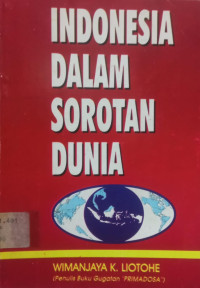 INDONESIA
DALAM
SOROTAN
DUNIA
WIMANJAYA K. LIOTOHE
(Penulis Buku Gugatan "PRIMADOSA")